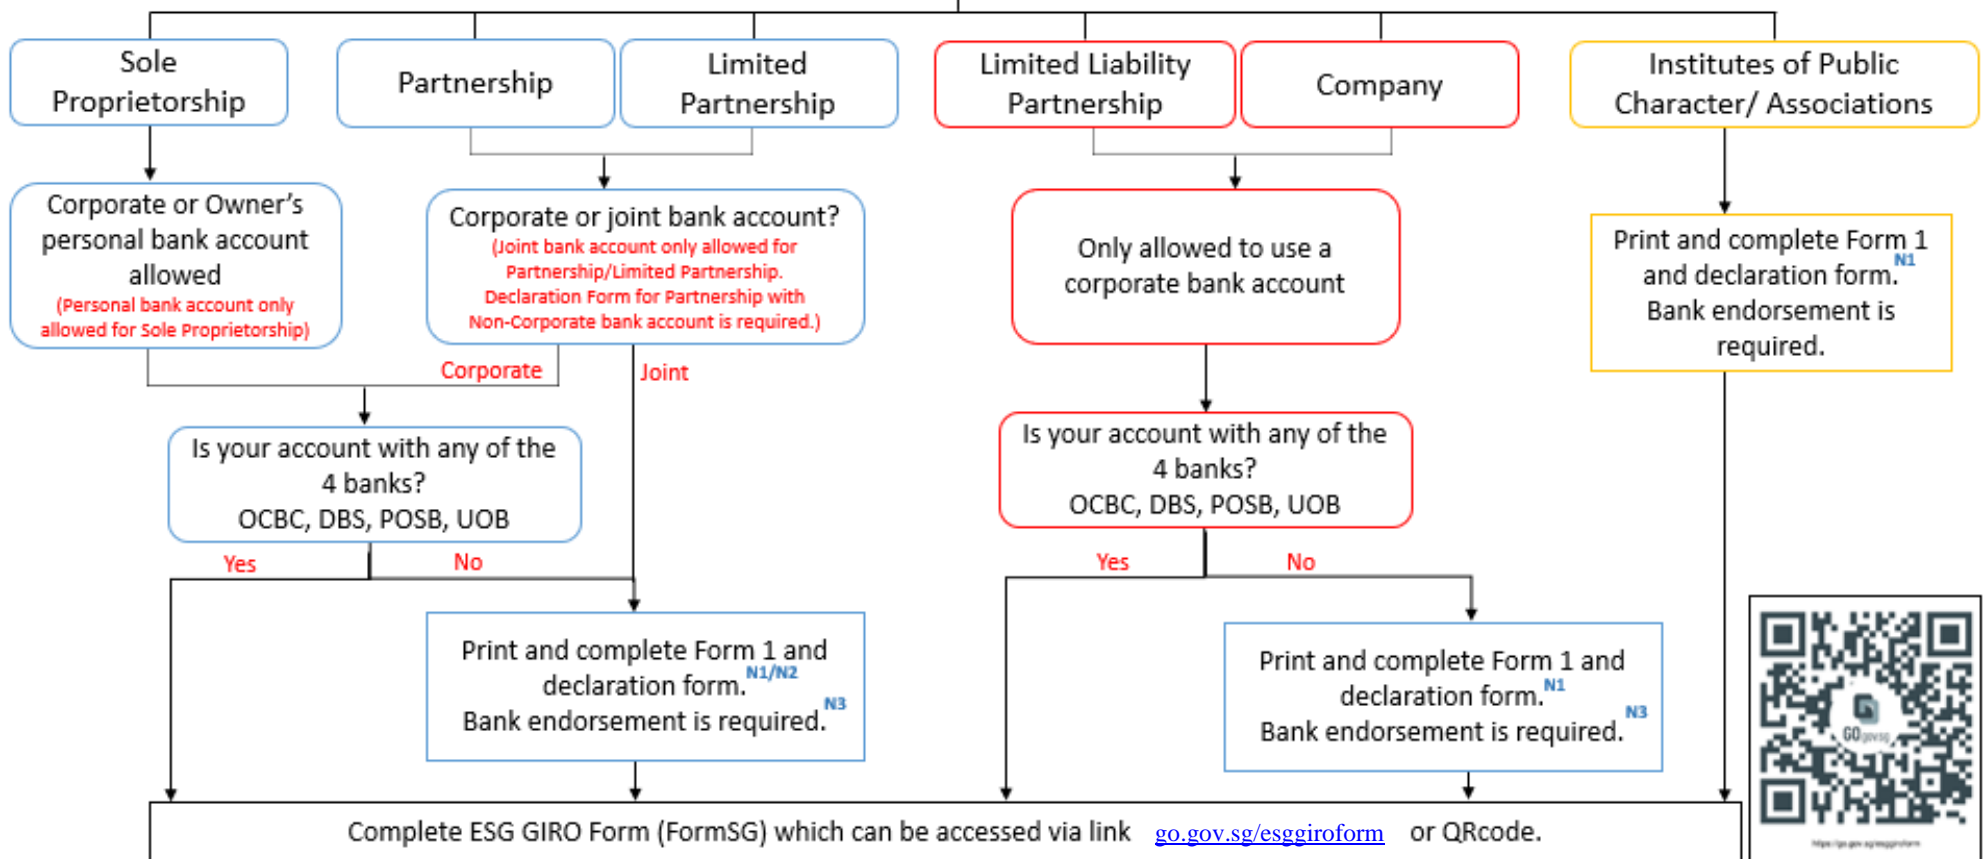 Sole
Proprietorship
Partnership
Limited
Partnership
Limited Liability
Partnership
Company
Institutes of Public
Character/ Associations
Corporate or Owner's
personal bank account
allowed
(Personal bank account only
allowed for Sole Proprietorship)
Corporate or joint bank account?
(Joint bank account only allowed for
Partnership/Limited Partnership.
Declaration Form for Partnership with
Non-Corporate bank account is required.)
Only allowed to use a
corporate bank account
Print and complete Form 1
and declaration form. N1
Bank endorsement is
required.
Corporate
Joint
Is your account with any of the
4 banks?
OCBC, DBS, POSB, UOB
Is your account with any of the
4 banks?
OCBC, DBS, POSB, UOB
Yes
No
Yes
No
Print and complete Form 1 and
declaration form. N1/N2
Bank endorsement is required. N3
Print and complete Form 1 and
declaration form. N1
Bank endorsement is required. N3
GOgovsg
https://go.gov.sg/esggiroform
Complete ESG GIRO Form (FormSG) which can be accessed via link go.gov.sg/esggiroform or QRcode.